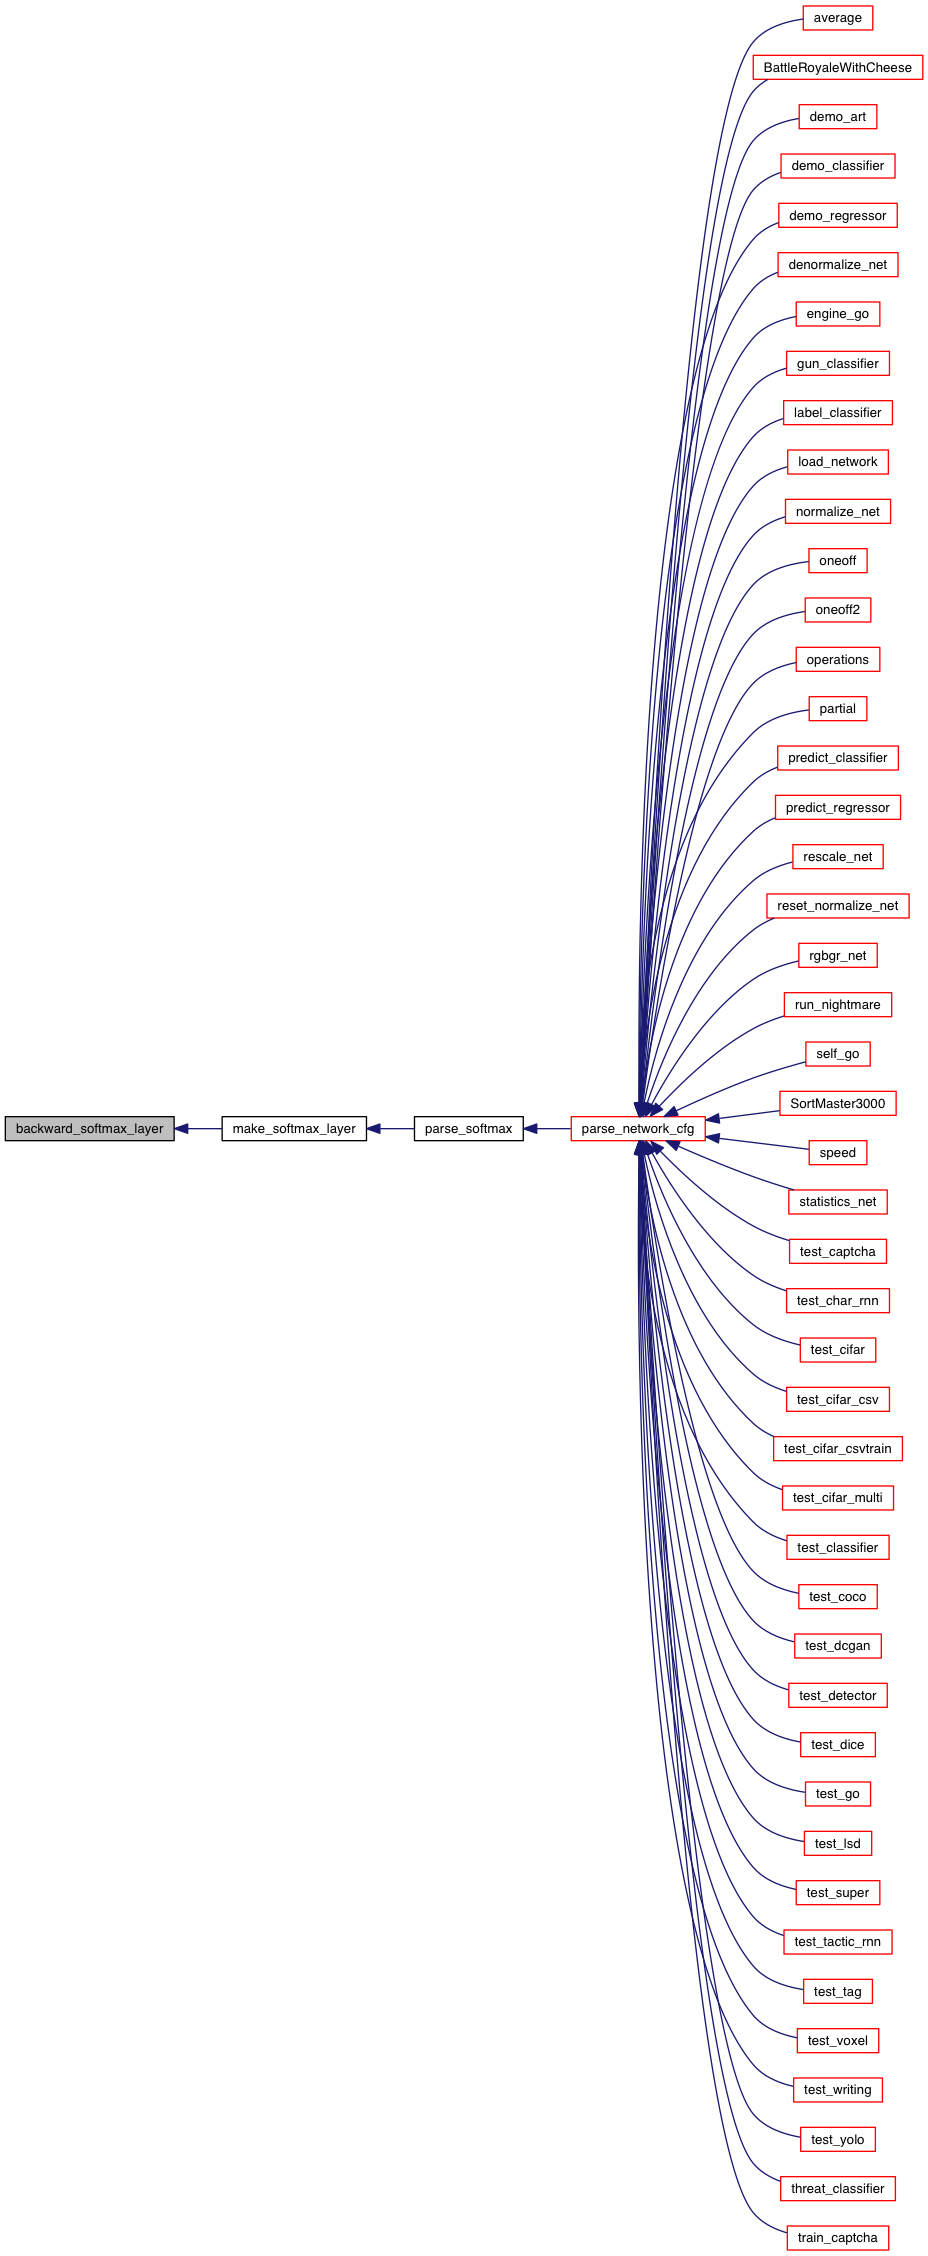 average
BattleRoyaleWithCheese
demo_art
demo_classifier
demo_regressor
denormalize_net
engine_go
gun_classifier
label_classifier
load_network
normalize_net
oneoff
oneoff2
operations
partial
predict_classifier
predict_regressor
rescale_net
reset_normalize_net
rgbgr_net
run_nightmare
self_go
SortMaster3000
backward_softmax_layer
make_softmax_layer
parse_softmax
parse_network_cfg
speed
statistics_net
test_captcha
test_char_rnn
test_cifar
test_cifar_csv
test_cifar_csvtrain
test_cifar_multi
test_classifier
test_coco
test_dcgan
test_detector
test_dice
test_go
test_lsd
test_super
test_tactic_rnn
test_tag
test_voxel
test_writing
test_yolo
threat_classifier
train_captcha